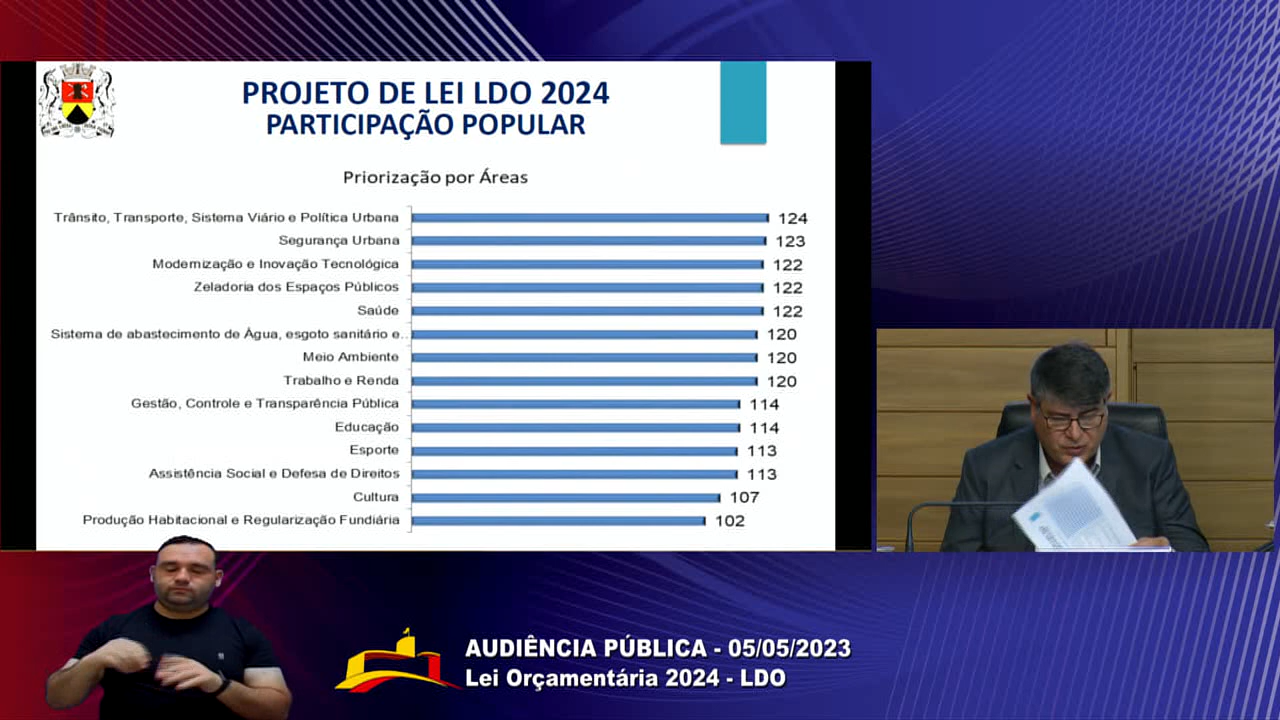 PROJETO DE LEI LDO 2024
PARTICIPAÇÃO POPULAR
Priorização por Áreas
Trânsito, Transporte, Sistema Viário e Política Urbana 124
Segurança Urbana 123
Modernização e Inovação Tecnológica 122
Zeladoria dos Espaços Públicos 122
Saúde 122
Sistema de abastecimento de Água, esgoto sanitário e.. 120
Meio Ambiente 120
Trabalho e Renda 120
Gestão, Controle e Transparência Pública 114
Educação 114
Esporte 113
Assistência Social e Defesa de Direitos 113
Cultura 107
Produção Habitacional e Regularização Fundiária 102
AUDIÊNCIA PÚBLICA - 05/05/2023
Lei Orçamentária 2024 - LDO